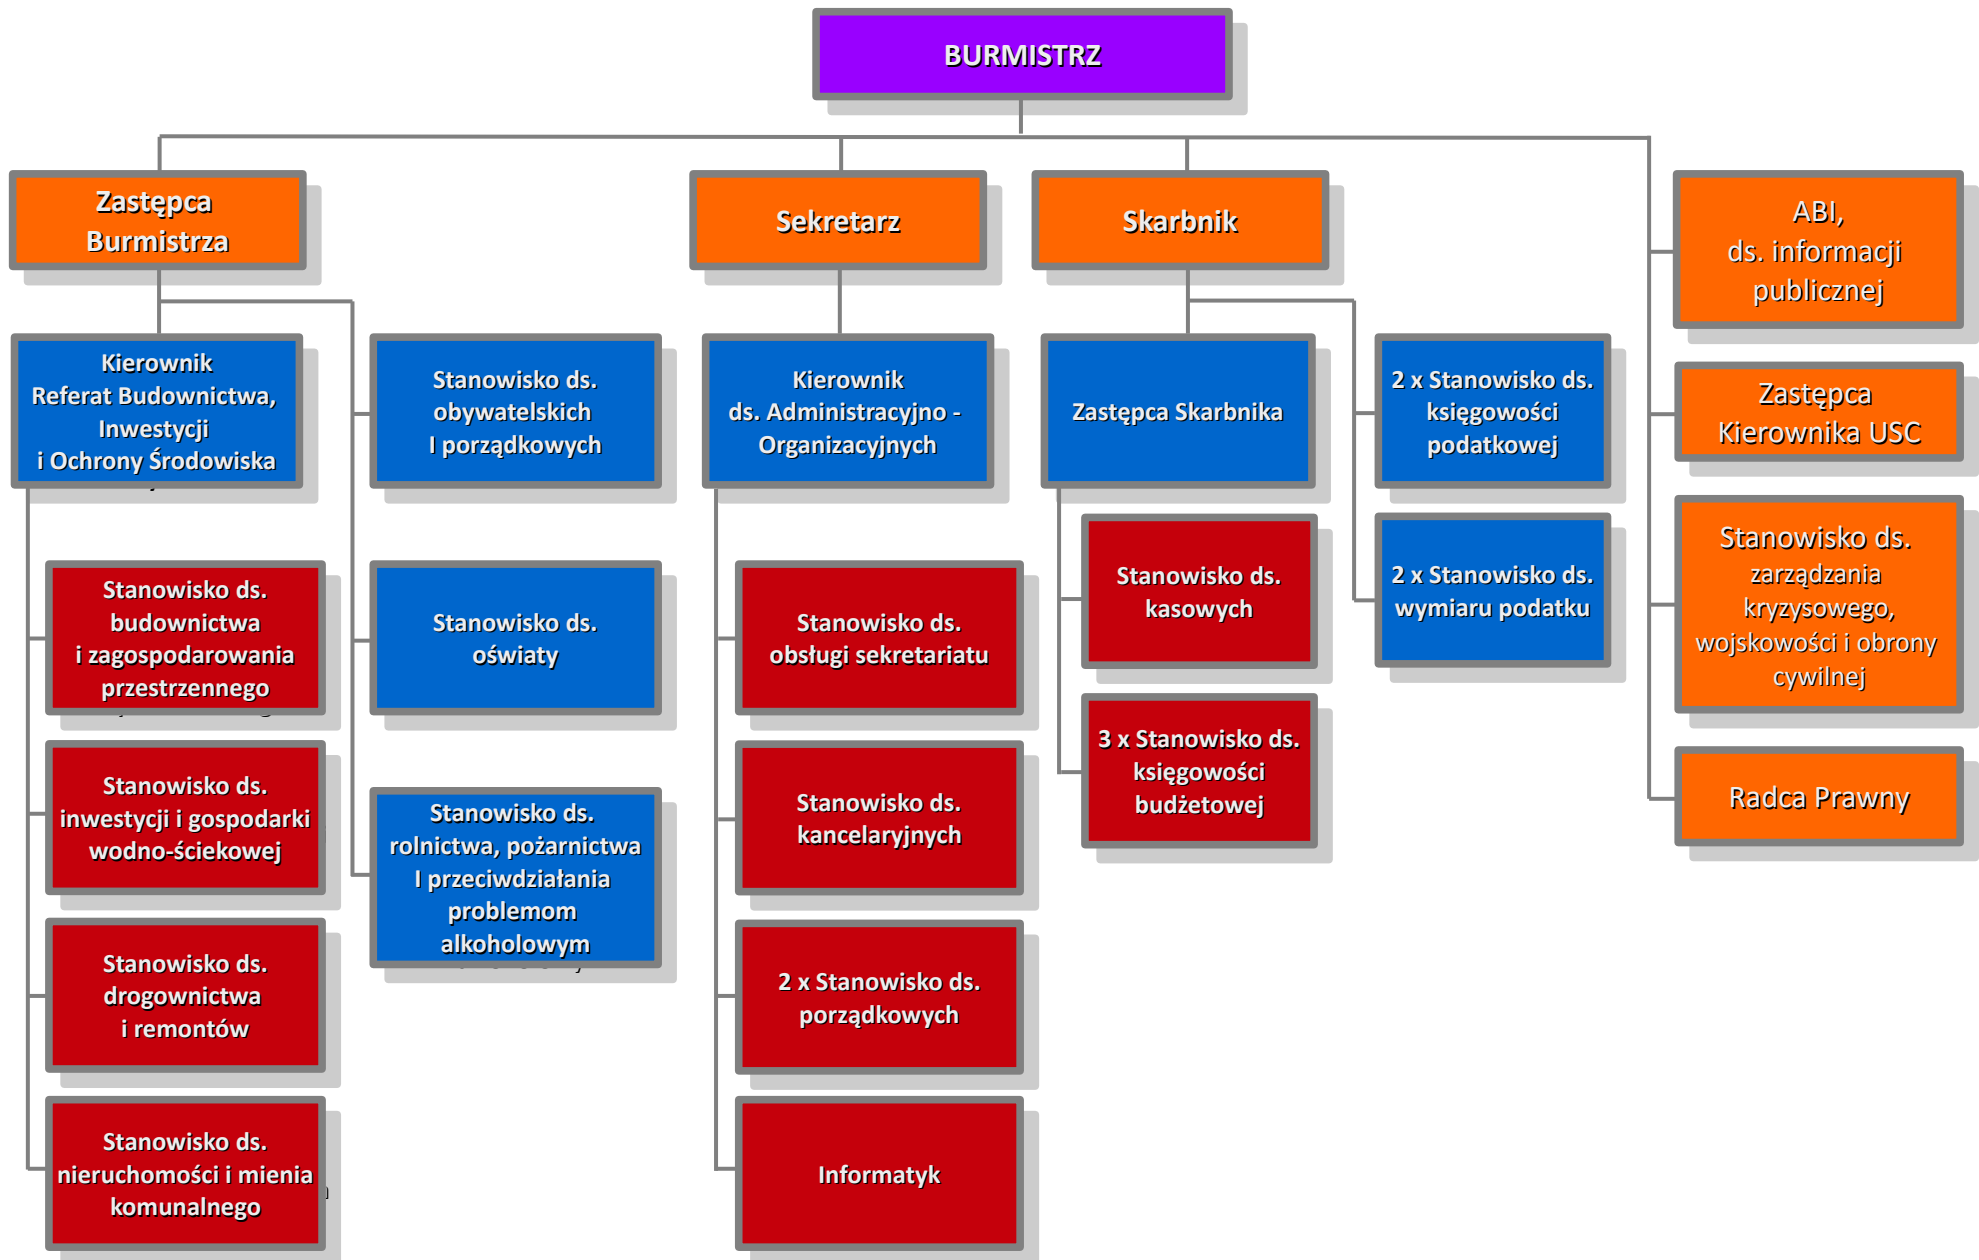 BURMISTRZ
Zastępca
Burmistrza
Sekretarz
Skarbnik
ABI,
ds. informacji
publicznej
Kierownik
Referat Budownictwa,
Inwestycji
i Ochrony Środowiska
Stanowisko ds.
obywatelskich
I porządkowych
Kierownik
ds. Administracyjno -
Organizacyjnych
Zastępca Skarbnika
2 x Stanowisko ds.
księgowości
podatkowej
Zastępca
Kierownika USC
Stanowisko ds.
budownictwa
i zagospodarowania
przestrzennego
Stanowisko ds.
oświaty
Stanowisko ds.
obsługi sekretariatu
Stanowisko ds.
kasowych
2 x Stanowisko ds.
wymiaru podatku
Stanowisko ds.
zarządzania
kryzysowego,
wojskowości i obrony
cywilnej
Stanowisko ds.
inwestycji i gospodarki
wodno-ściekowej
Stanowisko ds.
rolnictwa, pożarnictwa
I przeciwdziałania
problemom
alkoholowym
Stanowisko ds.
kancelaryjnych
3 x Stanowisko ds.
księgowości
budżetowej
Radca Prawny
Stanowisko ds.
drogownictwa
i remontów
2 x Stanowisko ds.
porządkowych
Stanowisko ds.
nieruchomości i mienia
komunalnego
Informatyk